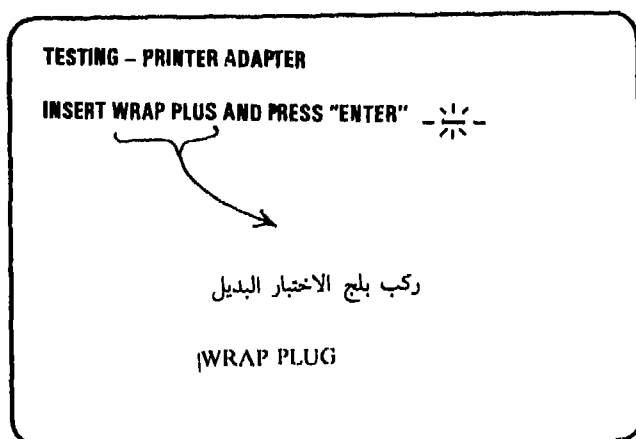 TESTING – PRINTER ADAPTER
INSERT WRAP PLUS AND PRESS "ENTER"
ركب بلج الاختبار البديل
WRAP PLUG